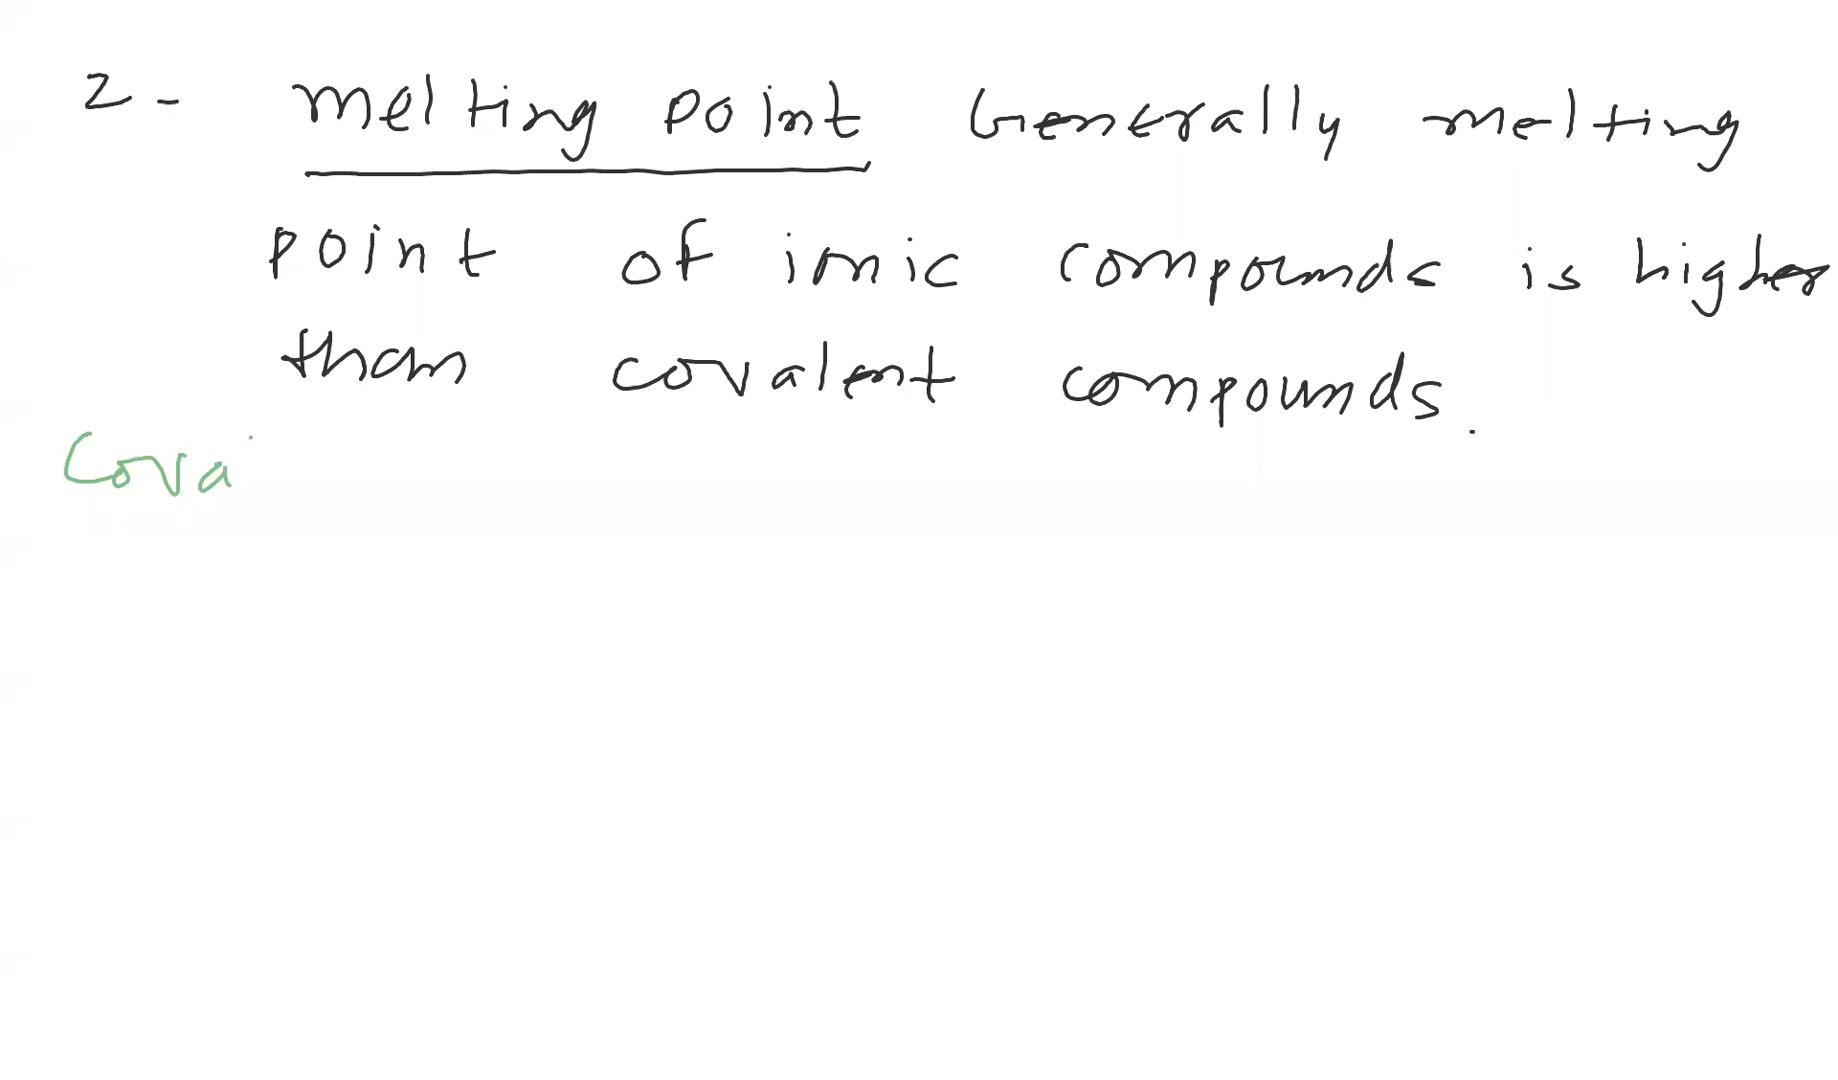 2- melting point Generally melting
point of ionic compounds is higher
than covalent compounds.
Cova